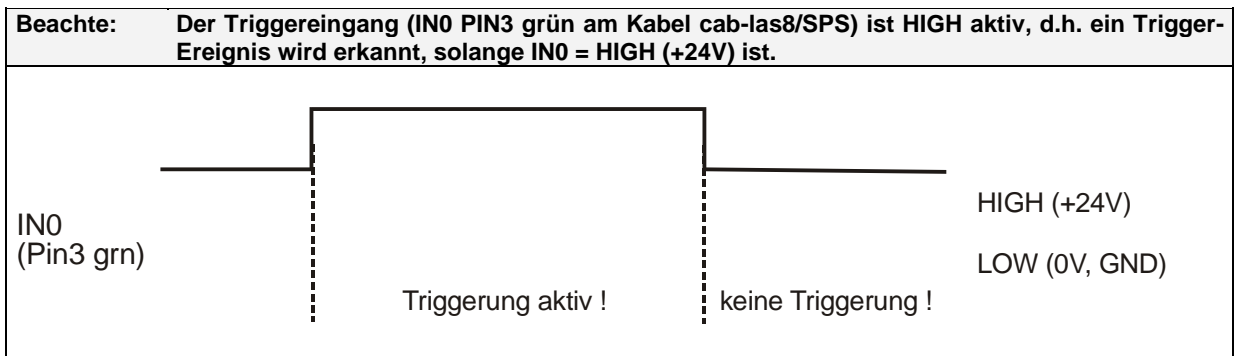 Beachte: Der Triggereingang (IN0 PIN3 grün am Kabel cab-las8/SPS) ist HIGH aktiv, d.h. ein Trigger-
Ereignis wird erkannt, solange IN0 = HIGH (+24V) ist.
HIGH (+24V)
IN0
(Pin3 grn)
LOW (0V, GND)
Triggerung aktiv !
keine Triggerung !